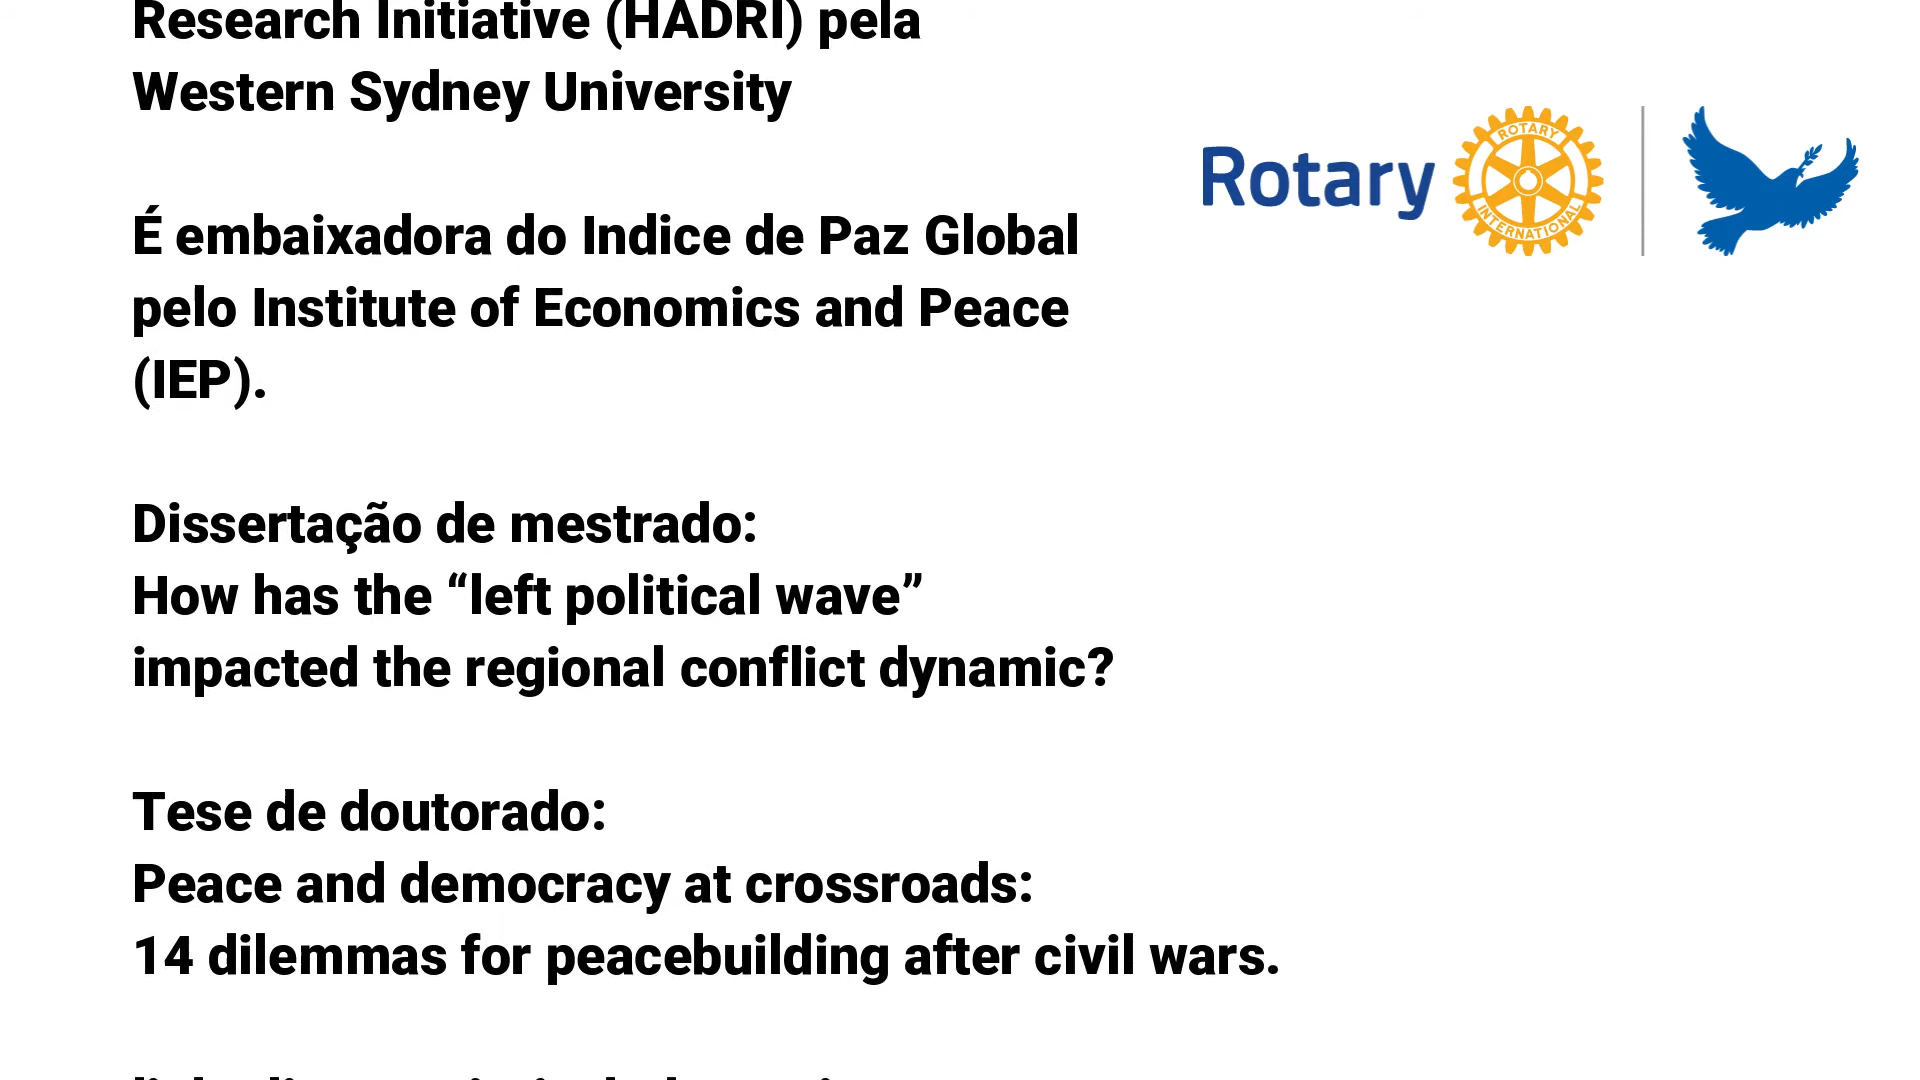 Research Initiative (HADRI) pela
Western Sydney University
Rotary
ROTARY
INTERNATIONAL
É embaixadora do Indice de Paz Global
pelo Institute of Economics and Peace
(IEP).
Dissertação de mestrado:
How has the “left political wave”
impacted the regional conflict dynamic?
Tese de doutorado:
Peace and democracy at crossroads:
14 dilemmas for peacebuilding after civil wars.